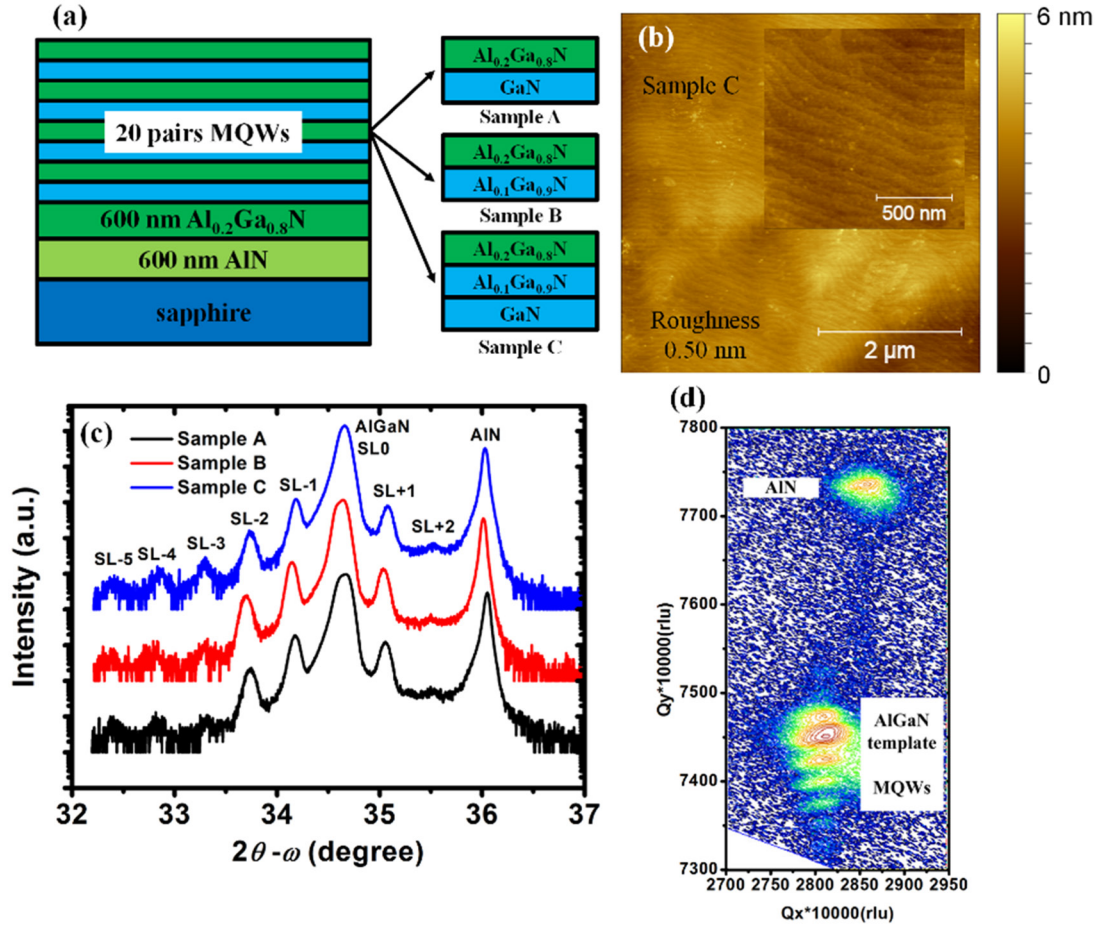 (a)
20 pairs MQWs
600 nm Al0.2Ga0.8N
600 nm AlN
sapphire
Al0.2Ga0.8N
GaN
Sample A
Al0.2Ga0.8N
Al0.1Ga0.9N
Sample B
Al0.2Ga0.8N
Al0.1Ga0.9N
GaN
Sample C
(b)
Sample C
500 nm
Roughness
0.50 nm
2 μm
6 nm
0
(c)
Sample A
Sample B
Sample C
SL-5
SL-4
SL-3
SL-2
SL-1
AlGaN
SL0
SL+1
SL+2
AlN
Intensity (a.u.)
32
33
34
35
36
37
2θ-ω (degree)
(d)
7800
7700
7600
7500
7400
7300
Qy*10000(rlu)
AlN
AlGaN
template
MQWs
2700
2750
2800
2850
2900
2950
Qx*10000(rlu)